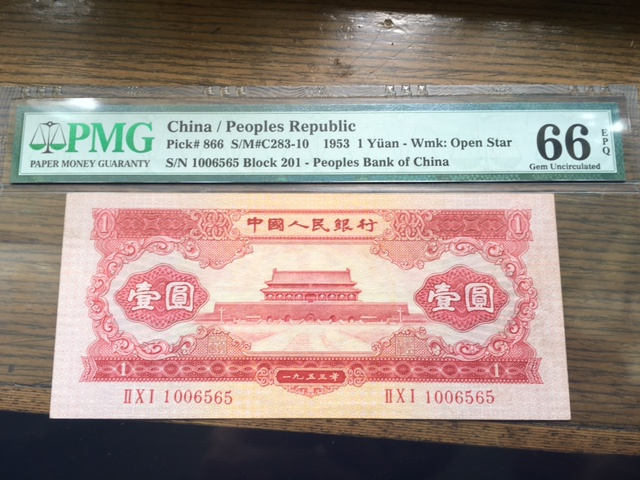 PMG
PAPER MONEY GUARANTY
China / Peoples Republic
Pick# 866 S/M#C283-10 1953 1 Yüan - Wmk: Open Star
S/N 1006565 Block 201 - Peoples Bank of China
66 EPQ
Gem Uncirculated
1 中國人民銀行 1
壹圓 壹圓
1 一九五三年 1
ⅡⅩⅠ 1006565 ⅡⅩⅠ 1006565